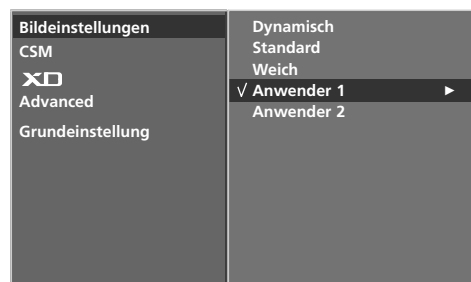 Bildeinstellungen
CSM
XD
Advanced
Grundeinstellung
Dynamisch
Standard
Weich
√ Anwender 1 ►
Anwender 2